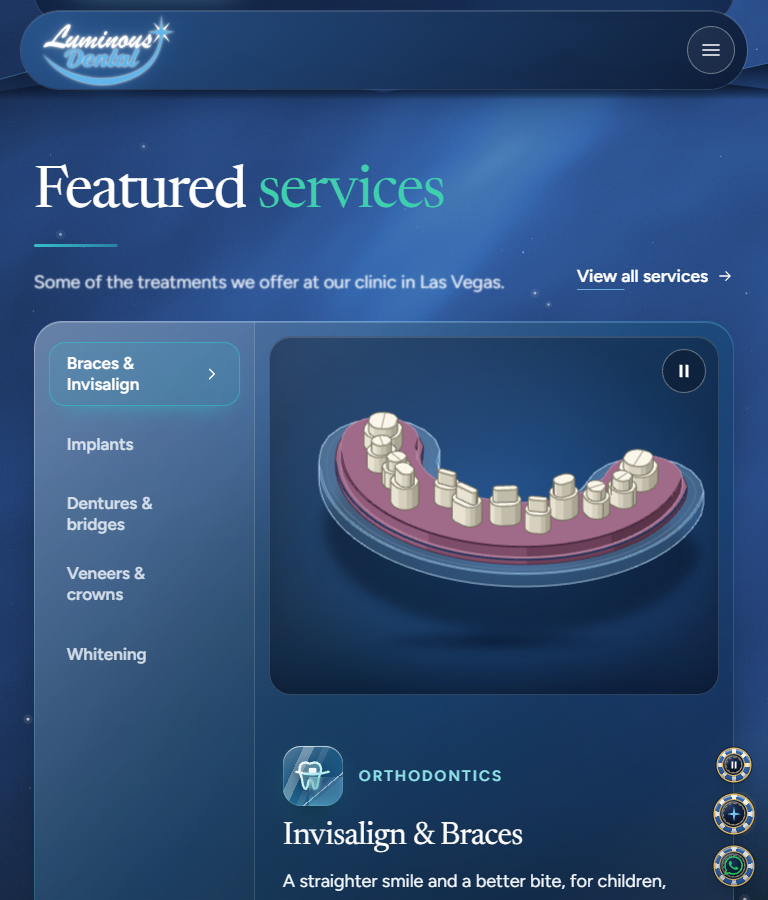 Luminous
Dental
Featured services
Some of the treatments we offer at our clinic in Las Vegas.
View all services →
Braces &
Invisalign
Implants
Dentures &
bridges
Veneers &
crowns
Whitening
ORTHODONTICS
Invisalign & Braces
A straighter smile and a better bite, for children,